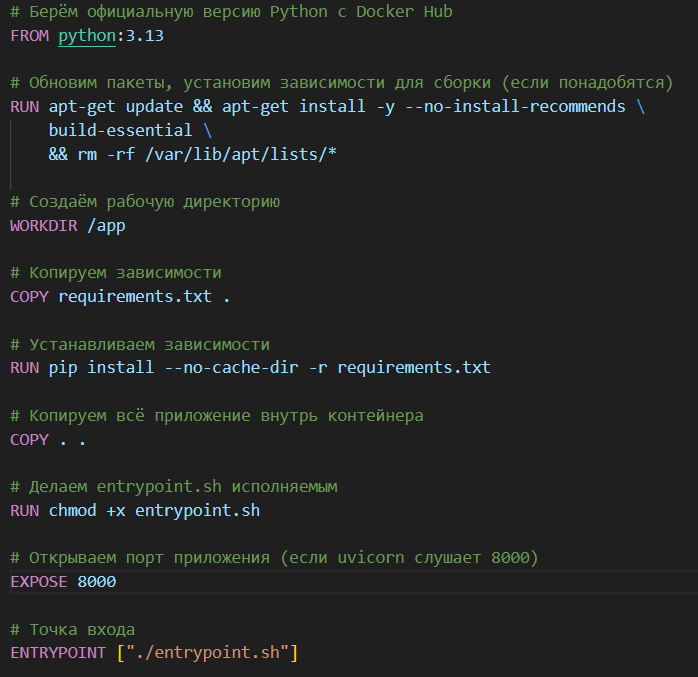 # Берём официальную версию Python с Docker Hub
FROM python:3.13
# Обновим пакеты, установим зависимости для сборки (если понадобятся)
RUN apt-get update && apt-get install -y --no-install-recommends \
build-essential \
&& rm -rf /var/lib/apt/lists/*
# Создаём рабочую директорию
WORKDIR /app
# Копируем зависимости
COPY requirements.txt .
# Устанавливаем зависимости
RUN pip install --no-cache-dir -r requirements.txt
# Копируем всё приложение внутрь контейнера
COPY . .
# Делаем entrypoint.sh исполняемым
RUN chmod +x entrypoint.sh
# Открываем порт приложения (если uvicorn слушает 8000)
EXPOSE 8000
# Точка входа
ENTRYPOINT ["./entrypoint.sh"]